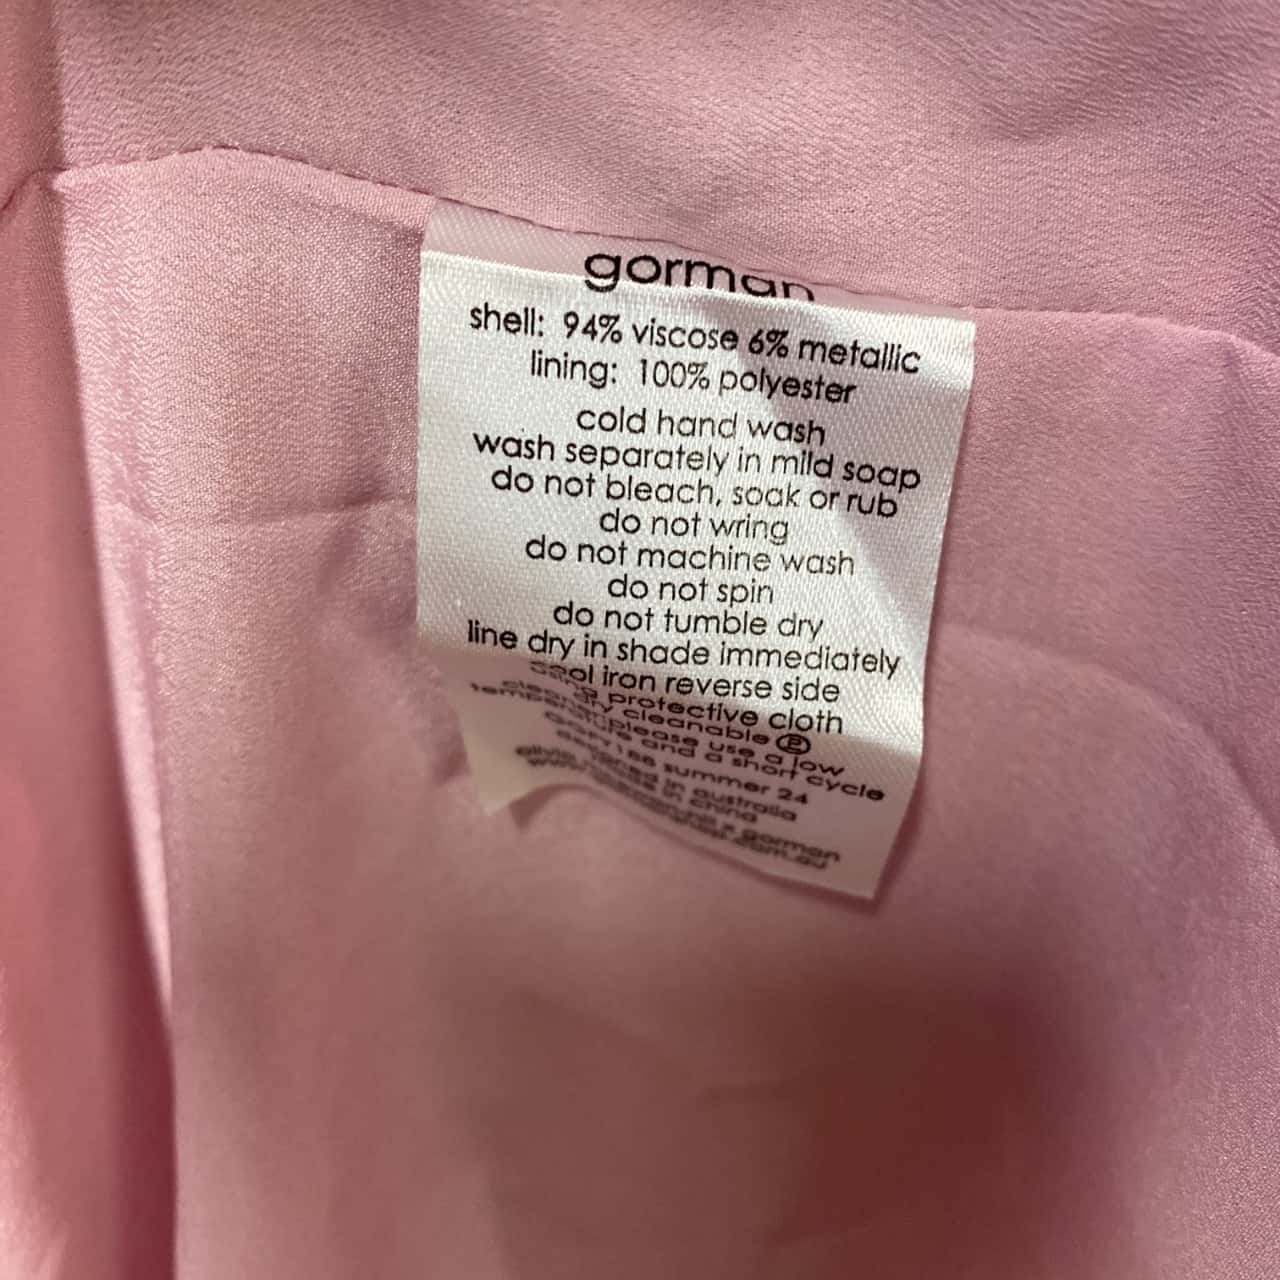 gorman
shell: 94% viscose 6% metallic
lining: 100% polyester
cold hand wash
wash separately in mild soap
do not bleach, soak or rub
do not wring
do not machine wash
do not spin
do not tumble dry
line dry in shade immediately
cool iron reverse side
protective cloth
dry cleanable Ⓟ
please use a low
and a short cycle
summer 24
in australia
in china
x gorman